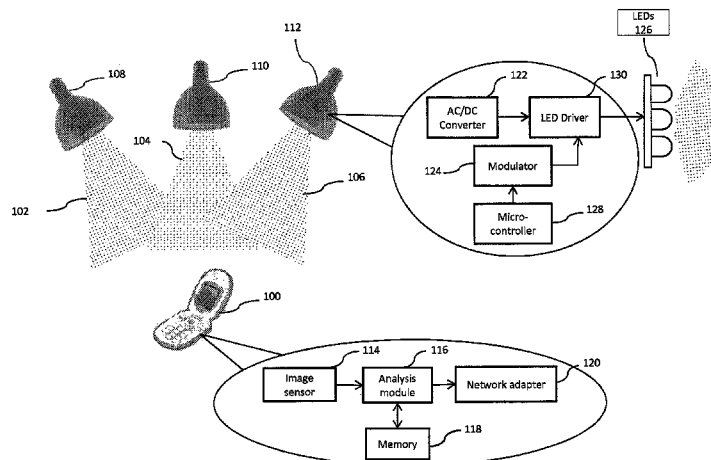 LEDs
126
112
110
108
122
130
AC/DC
Converter
LED Driver
104
124
Modulator
106
102
128
Micro-
controller
100
114
116
120
Image
sensor
Analysis
module
Network adapter
Memory
118